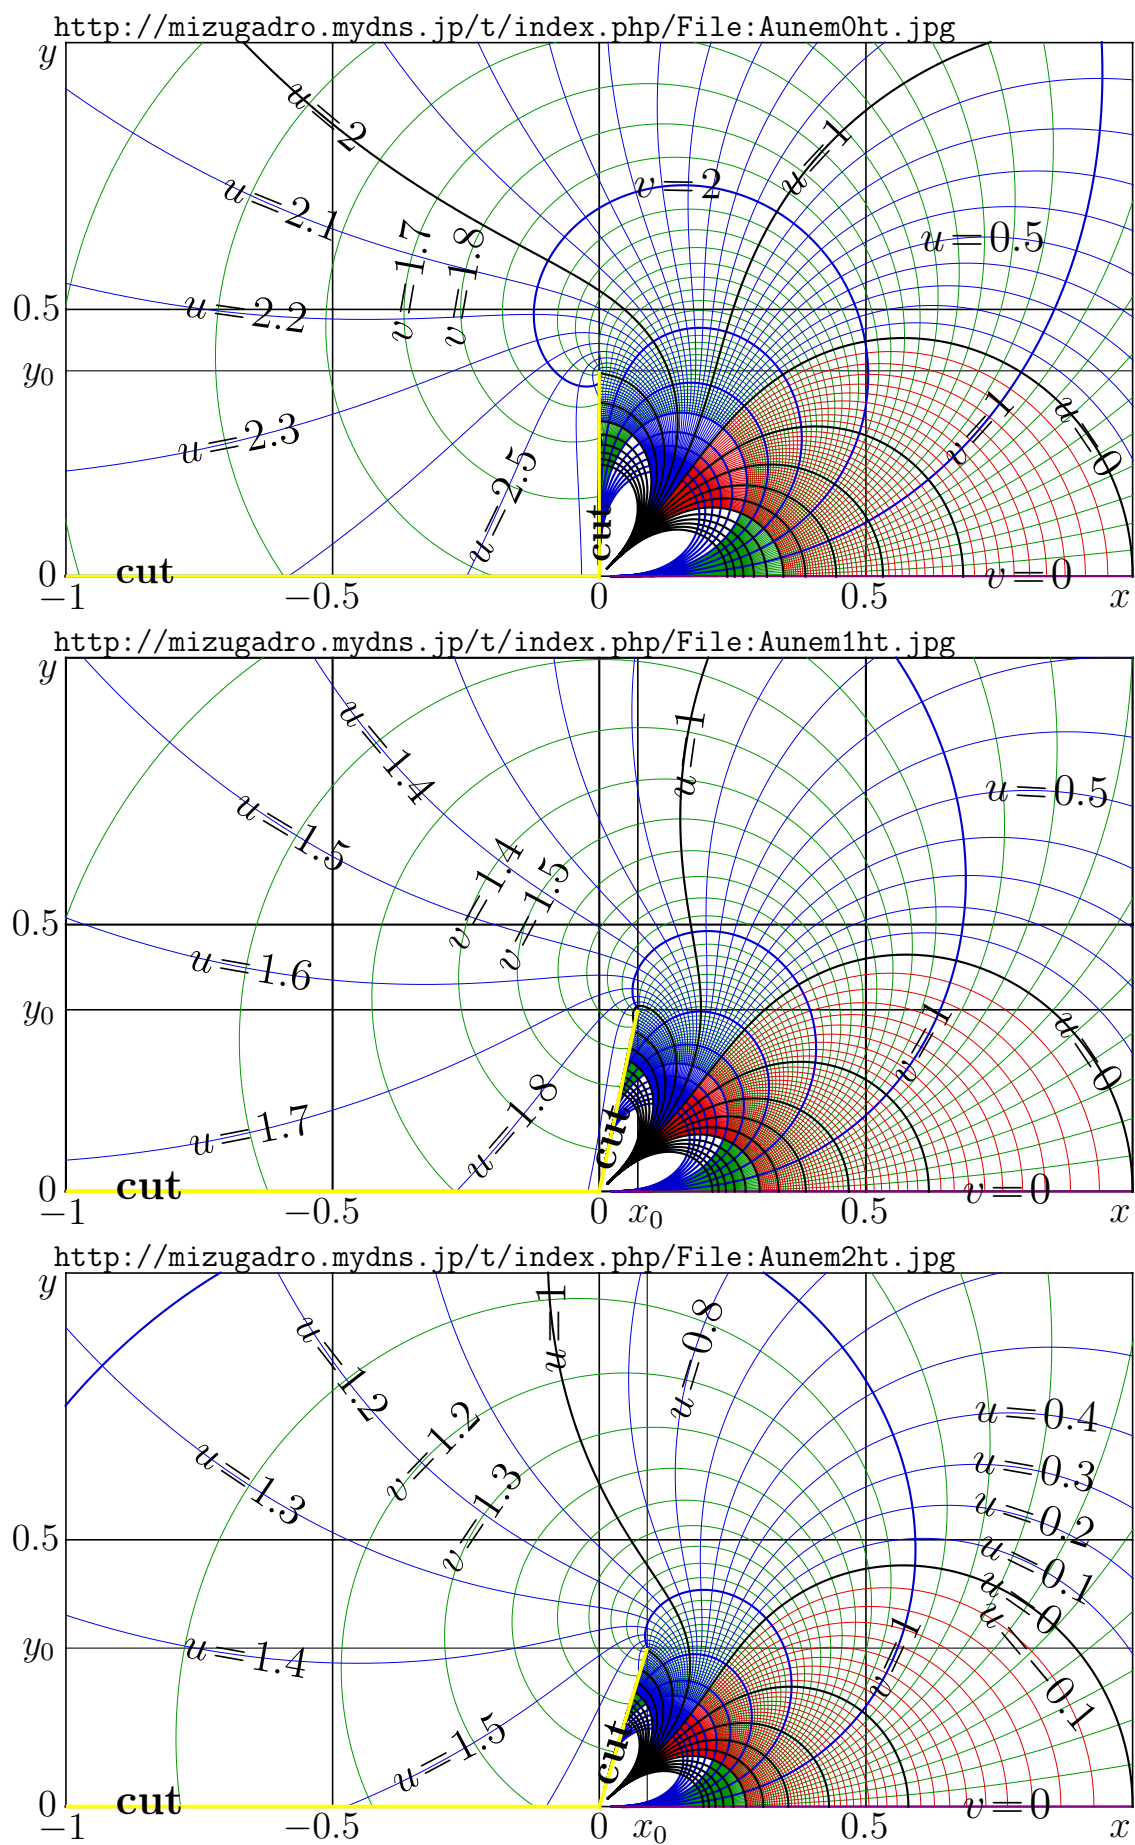 http://mizugadro.mydns.jp/t/index.php/File:Aunem0ht.jpg
y
u=2
u=1
v=2
u=2.1
v=1.7
v=1.8
u=0.5
0.5
u=2.2
y₀
u=2.3
u=2.5
v=1
u=0
cut
0
cut
v=0
−1
−0.5
0
0.5
x
http://mizugadro.mydns.jp/t/index.php/File:Aunem1ht.jpg
y
u=1.4
u=1
u=0.5
u=1.5
v=1.4
v=1.5
0.5
u=1.6
y₀
v=1
u=0
u=1.7
u=1.8
cut
0
cut
v=0
−1
−0.5
0
x₀
0.5
x
http://mizugadro.mydns.jp/t/index.php/File:Aunem2ht.jpg
y
u=1
u=0.8
u=1.2
v=1.2
u=0.4
u=1.3
v=1.3
u=0.3
u=0.2
0.5
u=0.1
u=0
y₀
u=1.4
v=1
u=−0.1
u=1.5
cut
0
cut
v=0
−1
−0.5
0
x₀
0.5
x